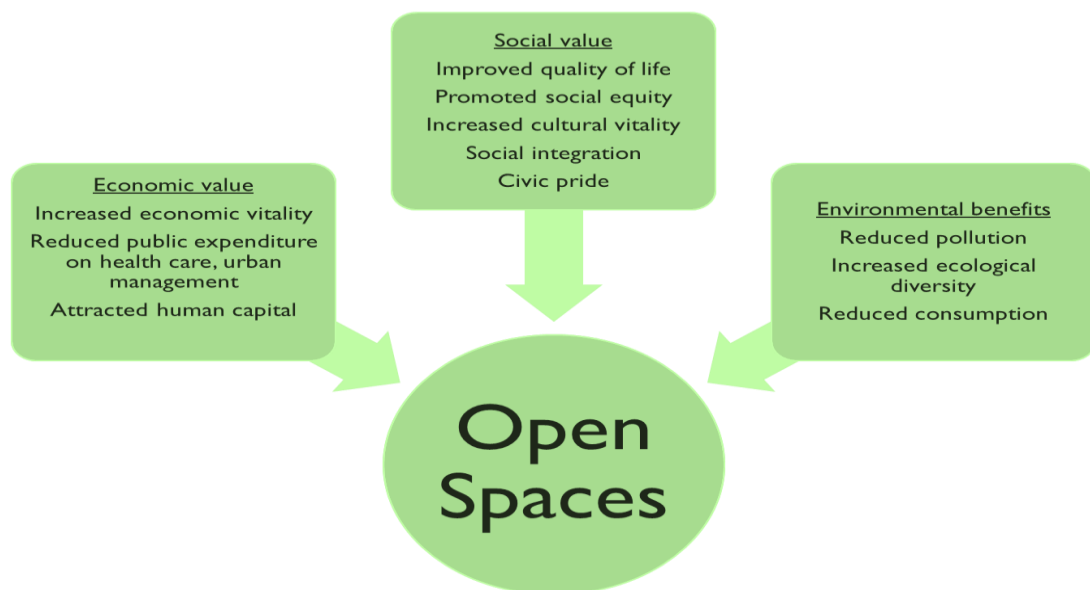 Social value
Improved quality of life
Promoted social equity
Increased cultural vitality
Social integration
Civic pride
Economic value
Increased economic vitality
Reduced public expenditure
on health care, urban
management
Attracted human capital
Environmental benefits
Reduced pollution
Increased ecological
diversity
Reduced consumption
Open
Spaces